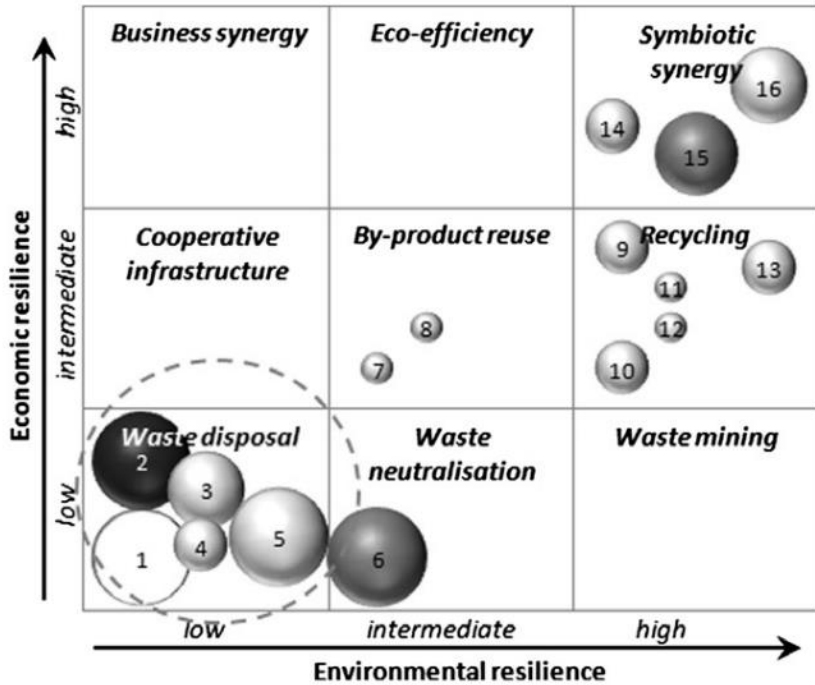 Business synergy
Eco-efficiency
Symbiotic
synergy
16
14
15
high
Cooperative
infrastructure
By-product reuse
Recycling
9
13
11
8
12
7
10
intermediate
Economic resilience
Waste disposal
Waste
neutralisation
Waste mining
2
3
5
4
1
6
low
low
intermediate
high
Environmental resilience